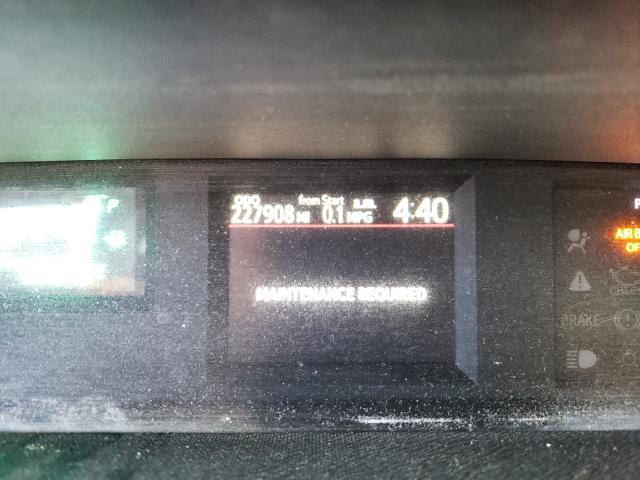 ODO from Start a.m.
227908 MI 0.1 MPG 4:40
MAINTENANCE REQUIRED
P
AIR B
OF
BRAKE